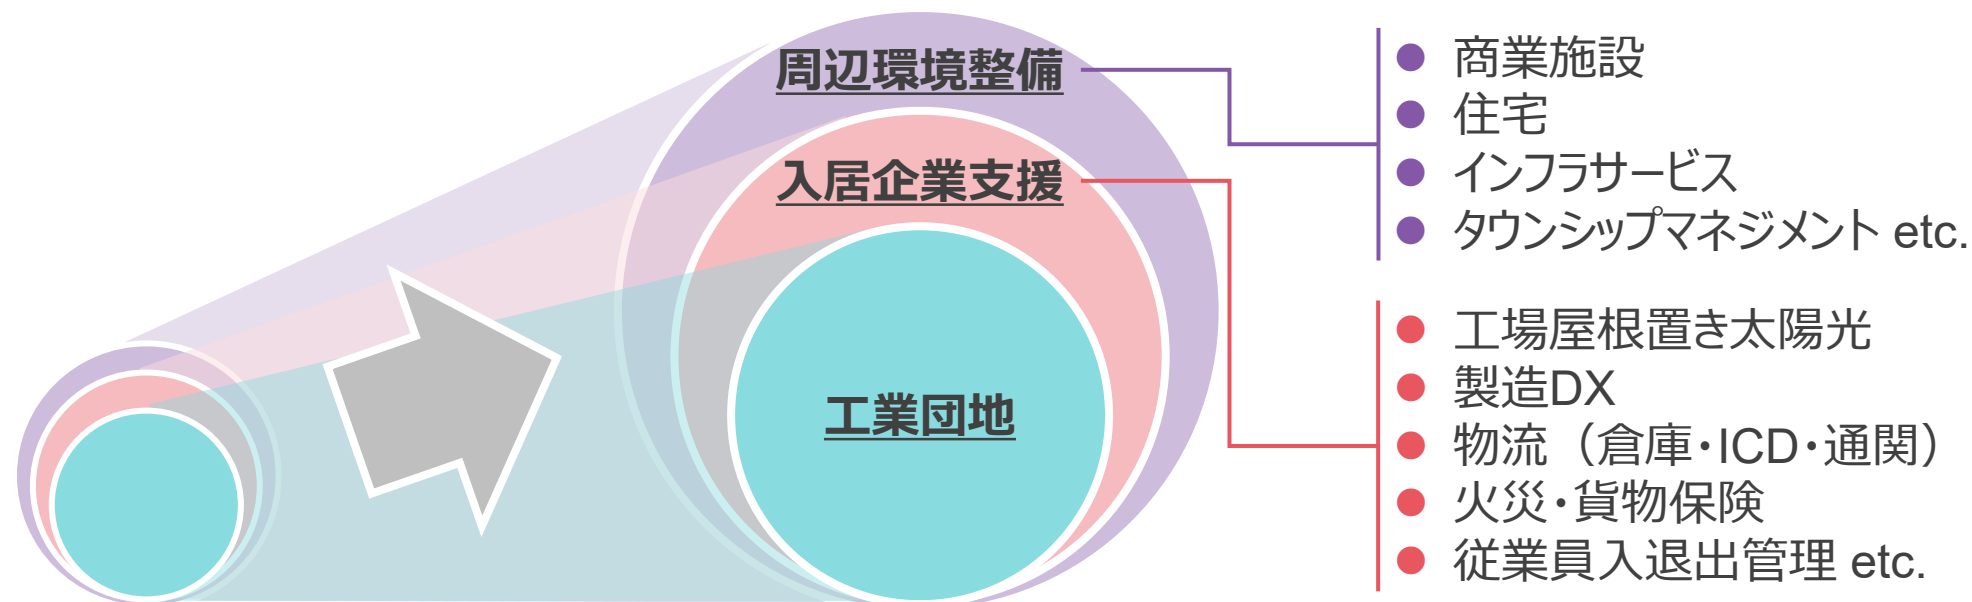 周辺環境整備
入居企業支援
工業団地
● 商業施設
● 住宅
● インフラサービス
● タウンシップマネジメント etc.
● 工場屋根置き太陽光
● 製造DX
● 物流（倉庫・ICD・通関）
● 火災・貨物保険
● 従業員入退出管理 etc.